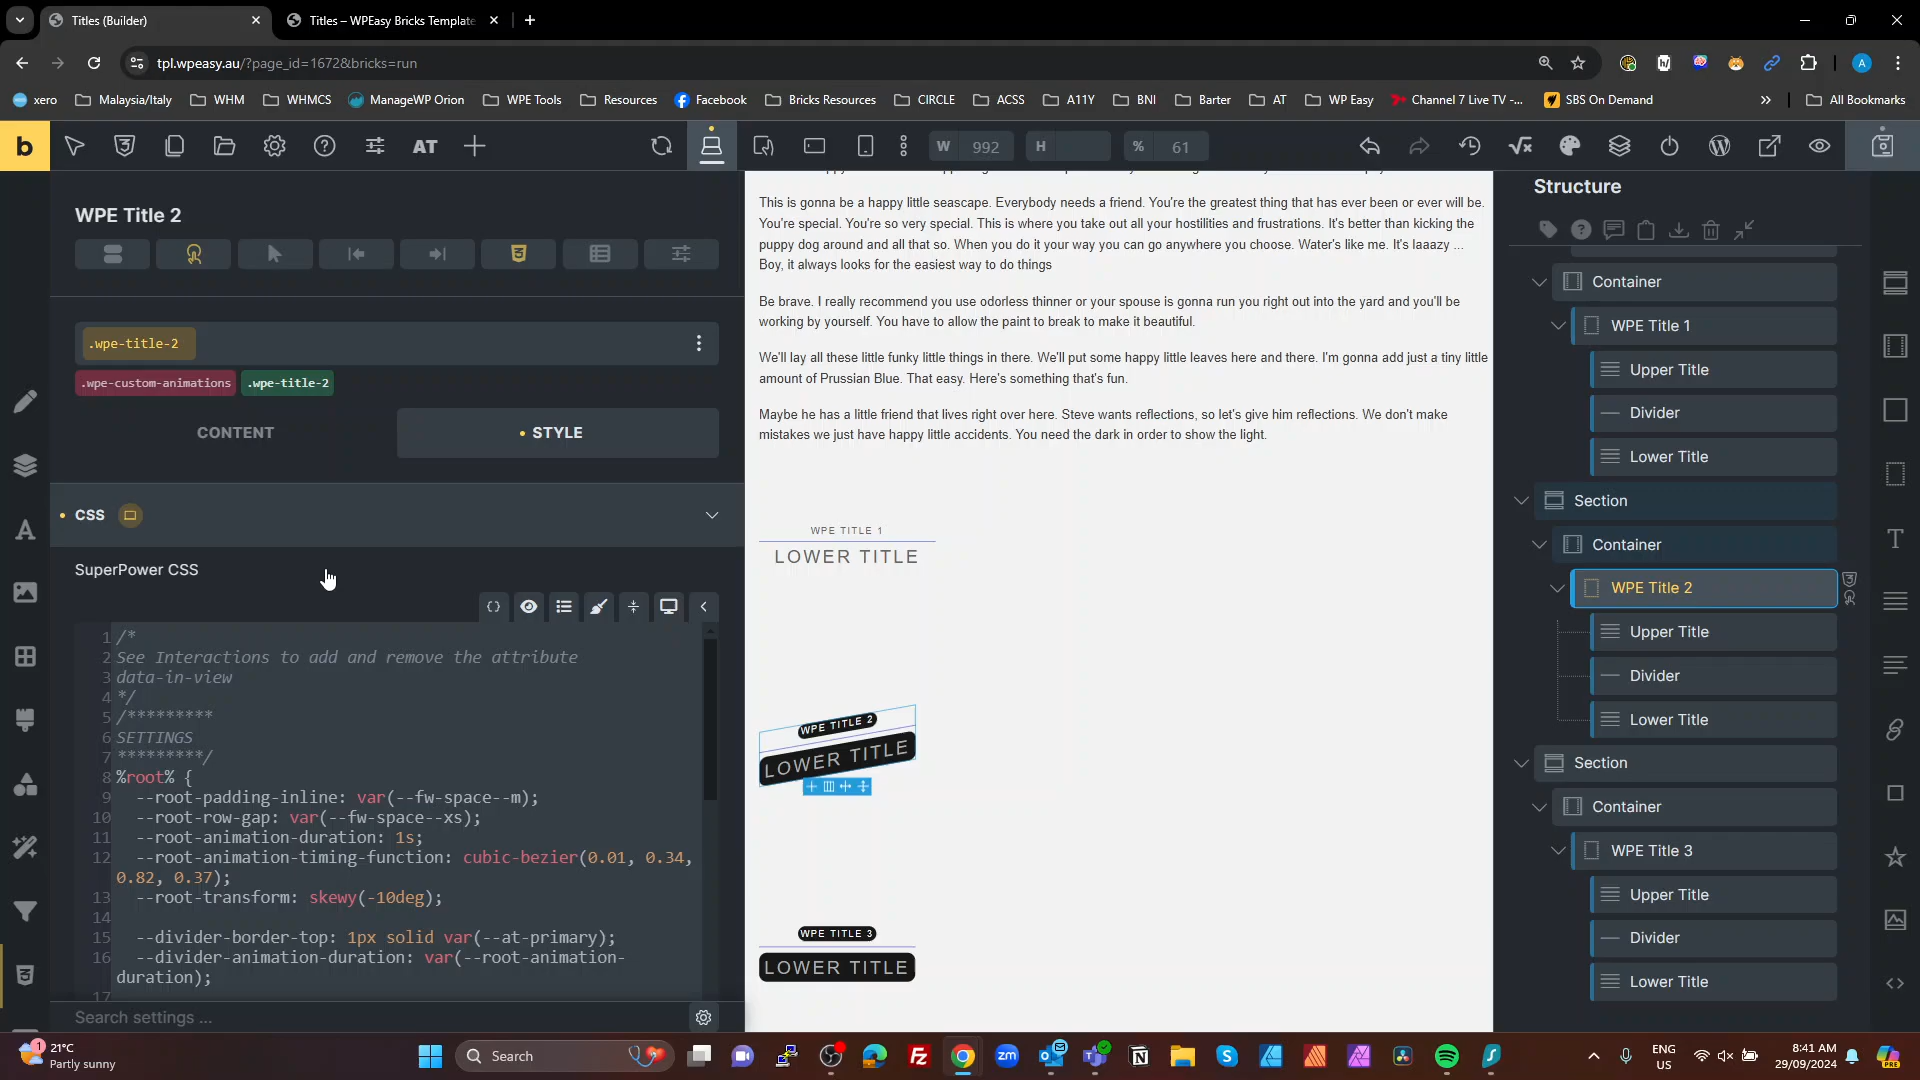 Titles (Builder)
Titles – WPEasy Bricks Template
tpl.wpeasy.au/?page_id=1672&bricks=run
A
xero
Malaysia/Italy
WHM
WHMCS
ManageWP Orion
WPE Tools
Resources
Facebook
Bricks Resources
CIRCLE
ACSS
A11Y
BNI
Barter
AT
WP Easy
Channel 7 Live TV -...
SBS On Demand
All Bookmarks
b
AT
W 992
H
% 61
WPE Title 2
.wpe-title-2
.wpe-custom-animations .wpe-title-2
CONTENT
STYLE
CSS
SuperPower CSS
1 /*
2 See Interactions to add and remove the attribute
3 data-in-view
4 */
5 /*********
6 SETTINGS
7 *********/
8 %root% {
9 --root-padding-inline: var(--fw-space--m);
10 --root-row-gap: var(--fw-space--xs);
11 --root-animation-duration: 1s;
12 --root-animation-timing-function: cubic-bezier(0.01, 0.34,
0.82, 0.37);
13 --root-transform: skewy(-10deg);
14
15 --divider-border-top: 1px solid var(--at-primary);
16 --divider-animation-duration: var(--root-animation-
duration);
17
Search settings ...
This is gonna be a happy little seascape. Everybody needs a friend. You're the greatest thing that has ever been or ever will be.
You're special. You're so very special. This is where you take out all your hostilities and frustrations. It's better than kicking the
puppy dog around and all that so. When you do it your way you can go anywhere you choose. Water's like me. It's laaazy ...
Boy, it always looks for the easiest way to do things
Be brave. I really recommend you use odorless thinner or your spouse is gonna run you right out into the yard and you'll be
working by yourself. You have to allow the paint to break to make it beautiful.
We'll lay all these little funky little things in there. We'll put some happy little leaves here and there. I'm gonna add just a tiny little
amount of Prussian Blue. That easy. Here's something that's fun.
Maybe he has a little friend that lives right over here. Steve wants reflections, so let's give him reflections. We don't make
mistakes we just have happy little accidents. You need the dark in order to show the light.
WPE TITLE 1
LOWER TITLE
WPE TITLE 2
LOWER TITLE
WPE TITLE 3
LOWER TITLE
Structure
Container
WPE Title 1
Upper Title
Divider
Lower Title
Section
Container
WPE Title 2
Upper Title
Divider
Lower Title
Section
Container
WPE Title 3
Upper Title
Divider
Lower Title
1
21°C
Partly sunny
Search
ENG
US
8:41 AM
29/09/2024